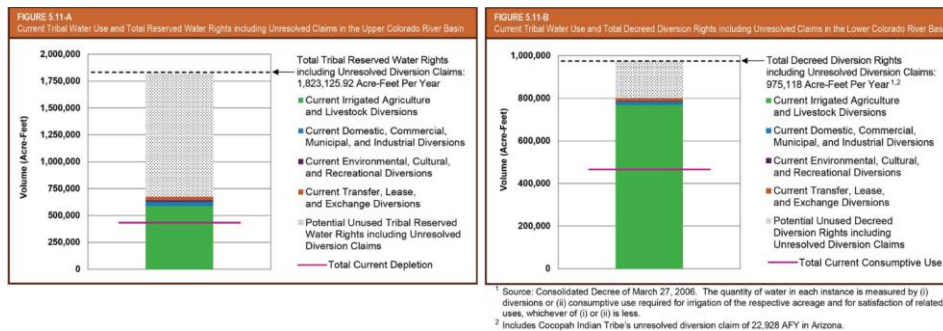 FIGURE 5.11-A
Current Tribal Water Use and Total Reserved Water Rights including Unresolved Claims in the Upper Colorado River Basin
2,000,000
1,750,000
1,500,000
1,250,000
1,000,000
750,000
500,000
250,000
0
Volume (Acre-Feet)
Total Tribal Reserved Water Rights
including Unresolved Diversion Claims:
1,823,125.92 Acre-Feet Per Year
Current Irrigated Agriculture
and Livestock Diversions
Current Domestic, Commercial,
Municipal, and Industrial Diversions
Current Environmental, Cultural,
and Recreational Diversions
Current Transfer, Lease,
and Exchange Diversions
Potential Unused Tribal Reserved
Water Rights including Unresolved
Diversion Claims
Total Current Depletion
FIGURE 5.11-B
Current Tribal Water Use and Total Decreed Diversion Rights including Unresolved Claims in the Lower Colorado River Bas
1,000,000
800,000
600,000
400,000
200,000
0
Volume (Acre-Feet)
Total Decreed Diversion Rights
including Unresolved Diversion Claims:
975,118 Acre-Feet Per Year 1,2
Current Irrigated Agriculture
and Livestock Diversions
Current Domestic, Commercial,
Municipal, and Industrial Diversions
Current Environmental, Cultural,
and Recreational Diversions
Current Transfer, Lease,
and Exchange Diversions
Potential Unused Decreed
Diversion Rights including
Unresolved Diversion Claims
Total Current Consumptive Use
1 Source: Consolidated Decree of March 27, 2006. The quantity of water in each instance is measured by (i)
diversions or (ii) consumptive use required for irrigation of the respective acreage and for satisfaction of related
uses, whichever of (i) or (ii) is less.
2 Includes Cocopah Indian Tribe's unresolved diversion claim of 22,928 AFY in Arizona.